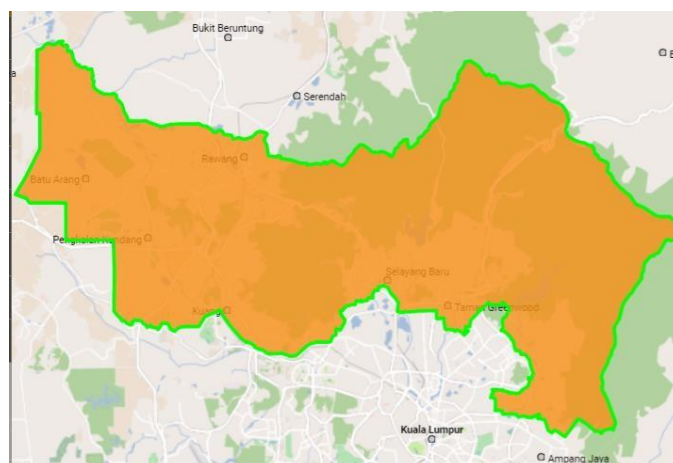 Bukit Beruntung
Serendah
Rawang
Batu Arang
Pengkalan Kundang
Selayang Baru
Kuang
Taman Greenwood
Kuala Lumpur
Ampang Jaya